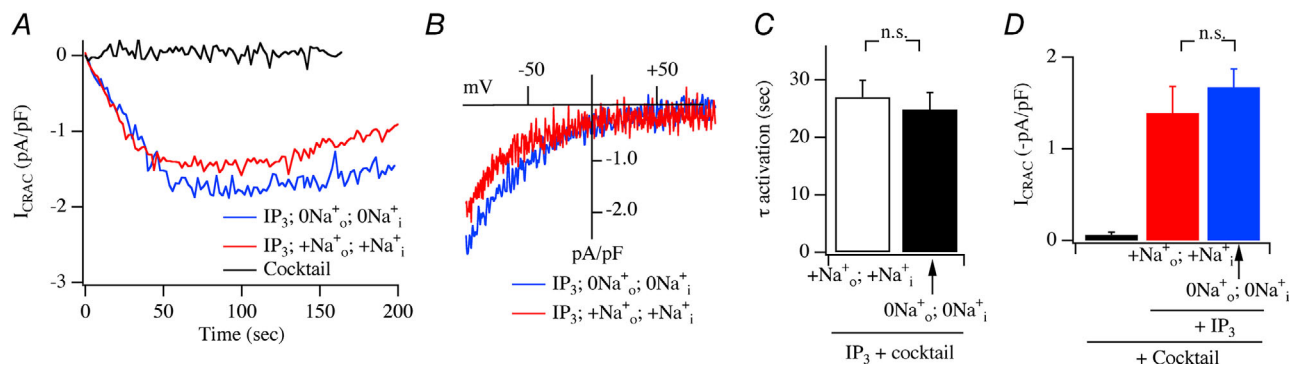 A
0
-1
-2
-3
I_CRAC (pA/pF)
IP₃; 0Na⁺ₒ; 0Na⁺ᵢ
IP₃; +Na⁺ₒ; +Na⁺ᵢ
Cocktail
0 50 100 150 200
Time (sec)
B
mV
-50
+50
-1.0
-2.0
pA/pF
IP₃; 0Na⁺ₒ; 0Na⁺ᵢ
IP₃; +Na⁺ₒ; +Na⁺ᵢ
C
n.s.
30
20
10
0
τ activation (sec)
+Na⁺ₒ; +Na⁺ᵢ
0Na⁺ₒ; 0Na⁺ᵢ
IP₃ + cocktail
D
n.s.
2
1
0
I_CRAC (-pA/pF)
+Na⁺ₒ; +Na⁺ᵢ
0Na⁺ₒ; 0Na⁺ᵢ
+ IP₃
+ Cocktail